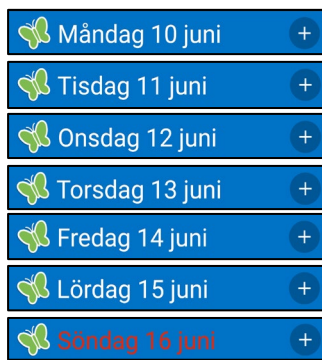 Måndag 10 juni +
Tisdag 11 juni +
Onsdag 12 juni +
Torsdag 13 juni +
Fredag 14 juni +
Lördag 15 juni +
Söndag 16 juni +